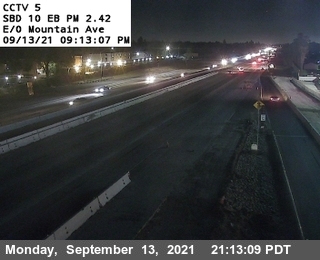 CCTV 5
SBD 10 EB PM 2.42
E/O Mountain Ave
09/13/21 09:13:07 PM
Monday, September 13, 2021 21:13:09 PDT